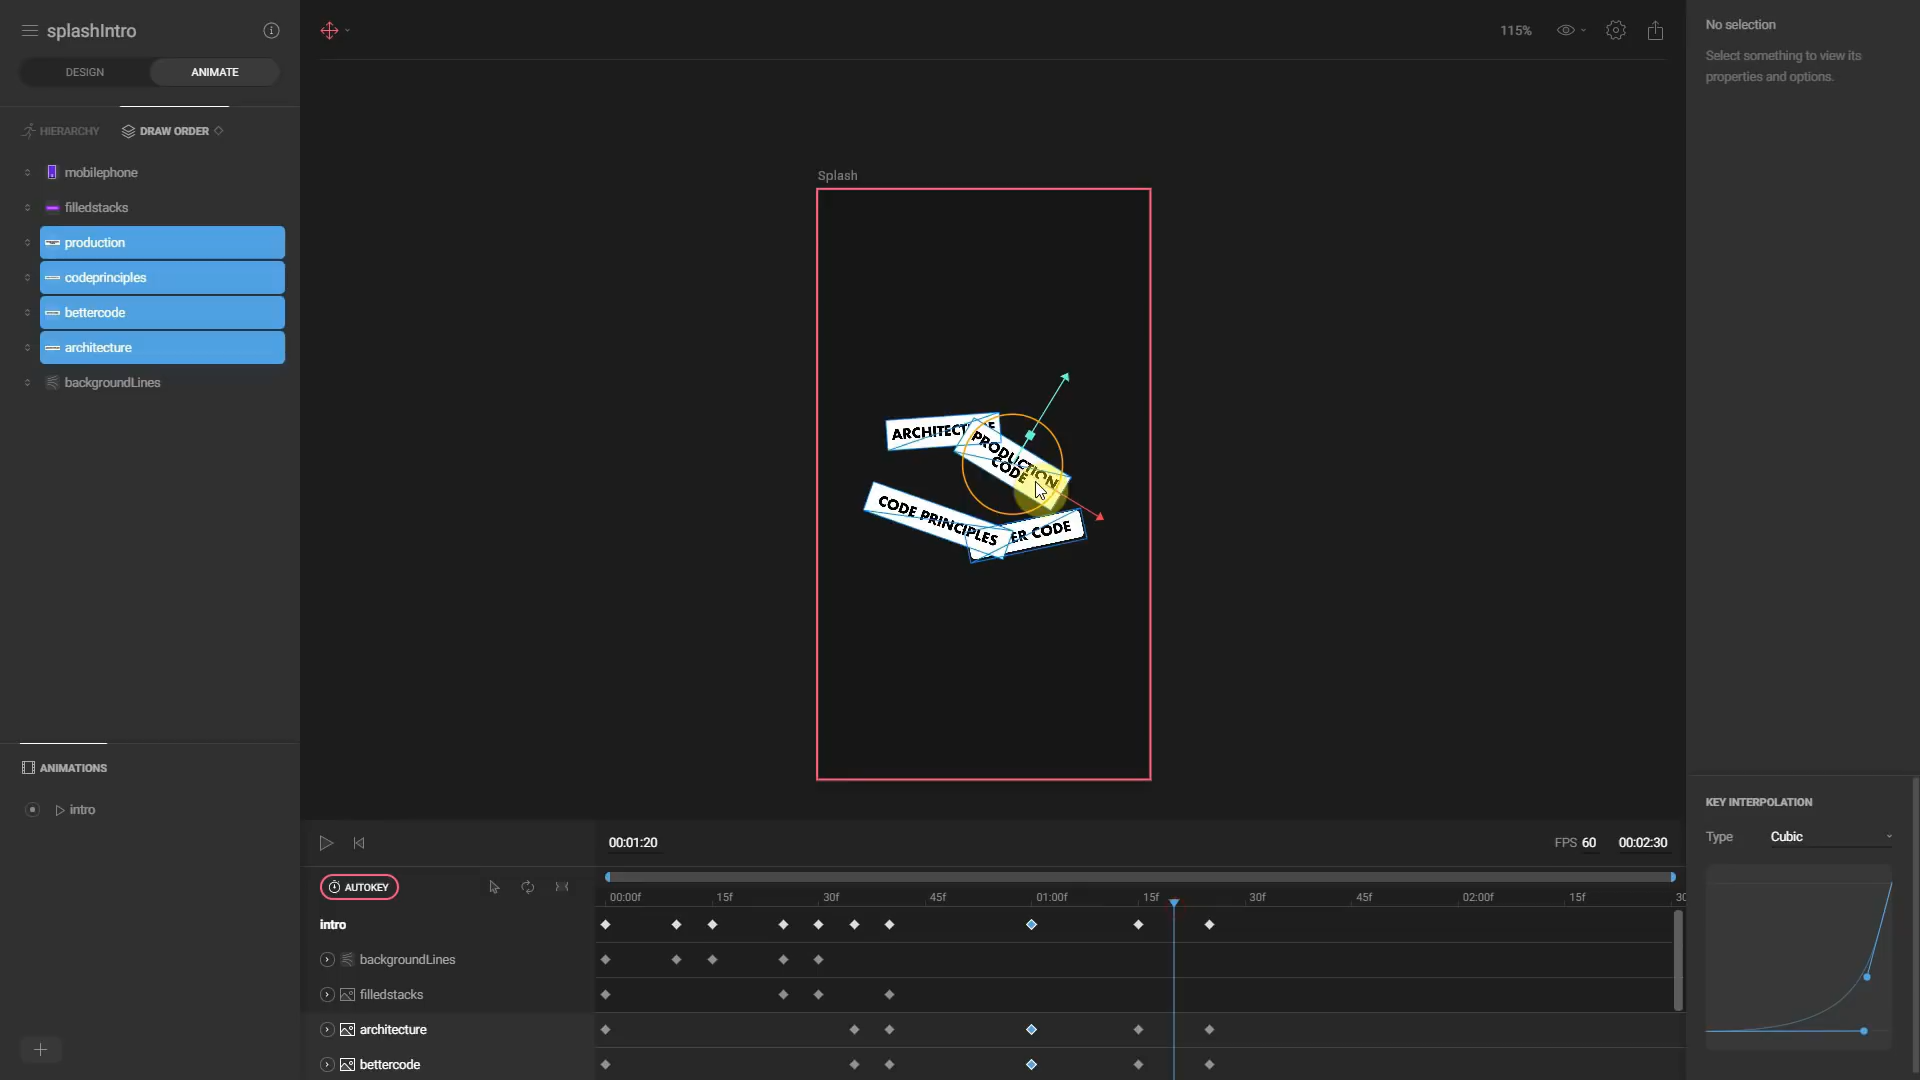 splashIntro
DESIGN
ANIMATE
HIERARCHY
DRAW ORDER
mobilephone
filledstacks
production
codeprinciples
bettercode
architecture
backgroundLines
ANIMATIONS
intro
115%
Splash
PRODUCTION
CODE
CODE PRINCIPLES
ER CODE
No selection
Select something to view its
properties and options.
KEY INTERPOLATION
Type
Cubic
00:01:20
FPS 60
00:02:30
AUTOKEY
00:00f
15f
30f
45f
01:00f
15f
30f
45f
02:00f
15f
30
intro
backgroundLines
filledstacks
architecture
bettercode